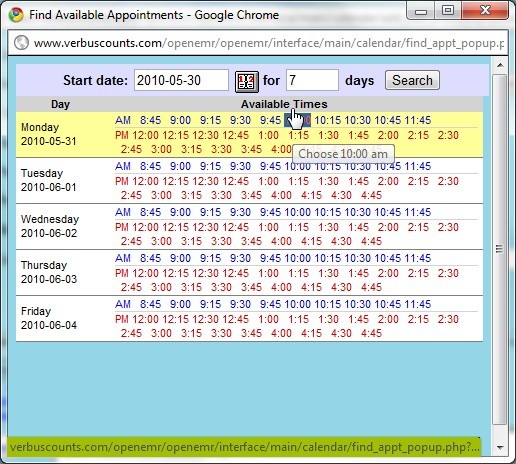 Find Available Appointments - Google Chrome
www.verbuscounts.com/openemr/openemr/interface/main/calendar/find_appt_popup.p
Start date: 2010-05-30 for 7 days Search
Day Available Times
Monday
2010-05-31
AM 8:45 9:00 9:15 9:30 9:45 10:15 10:30 10:45 11:45
PM 12:00 12:15 12:30 12:45 1:00 1:15 1:30 1:45 2:00 2:15 2:30
2:45 3:00 3:15 3:30 3:45 4:00
Choose 10:00 am
Tuesday
2010-06-01
AM 8:45 9:00 9:15 9:30 9:45 10:00 10:15 10:30 10:45 11:45
PM 12:00 12:15 12:30 12:45 1:00 1:15 1:30 1:45 2:00 2:15 2:30
2:45 3:00 3:15 3:30 3:45 4:00 4:15 4:30 4:45
Wednesday
2010-06-02
AM 8:45 9:00 9:15 9:30 9:45 10:00 10:15 10:30 10:45 11:45
PM 12:00 12:15 12:30 12:45 1:00 1:15 1:30 1:45 2:00 2:15 2:30
2:45 3:00 3:15 3:30 3:45 4:00 4:15 4:30 4:45
Thursday
2010-06-03
AM 8:45 9:00 9:15 9:30 9:45 10:00 10:15 10:30 10:45 11:45
PM 12:00 12:15 12:30 12:45 1:00 1:15 1:30 1:45 2:00 2:15 2:30
2:45 3:00 3:15 3:30 3:45 4:00 4:15 4:30 4:45
Friday
2010-06-04
AM 8:45 9:00 9:15 9:30 9:45 10:00 10:15 10:30 10:45 11:45
PM 12:00 12:15 12:30 12:45 1:00 1:15 1:30 1:45 2:00 2:15 2:30
2:45 3:00 3:15 3:30 3:45 4:00 4:15 4:30 4:45
verbuscounts.com/openemr/openemr/interface/main/calendar/find_appt_popup.php?...